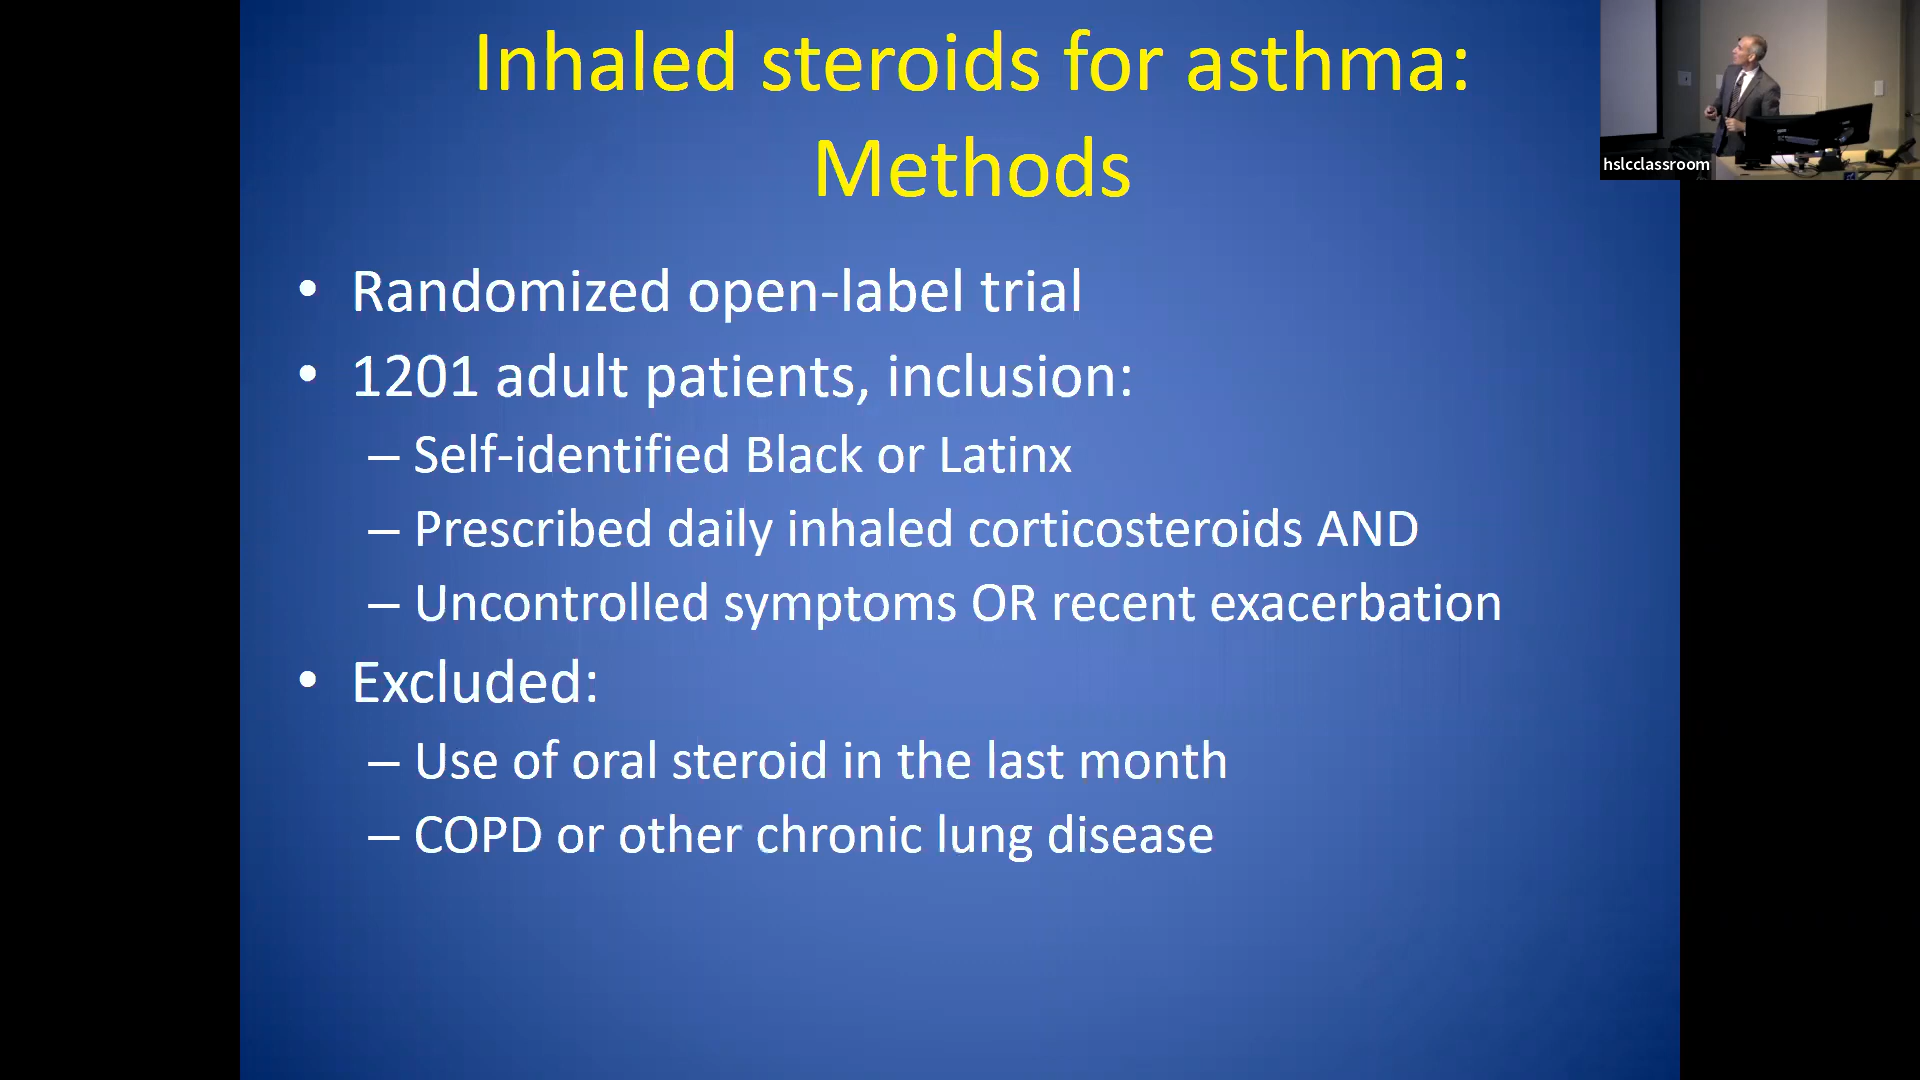 Inhaled steroids for asthma:
Methods
hslcclassroom
• Randomized open-label trial
• 1201 adult patients, inclusion:
– Self-identified Black or Latinx
– Prescribed daily inhaled corticosteroids AND
– Uncontrolled symptoms OR recent exacerbation
• Excluded:
– Use of oral steroid in the last month
– COPD or other chronic lung disease